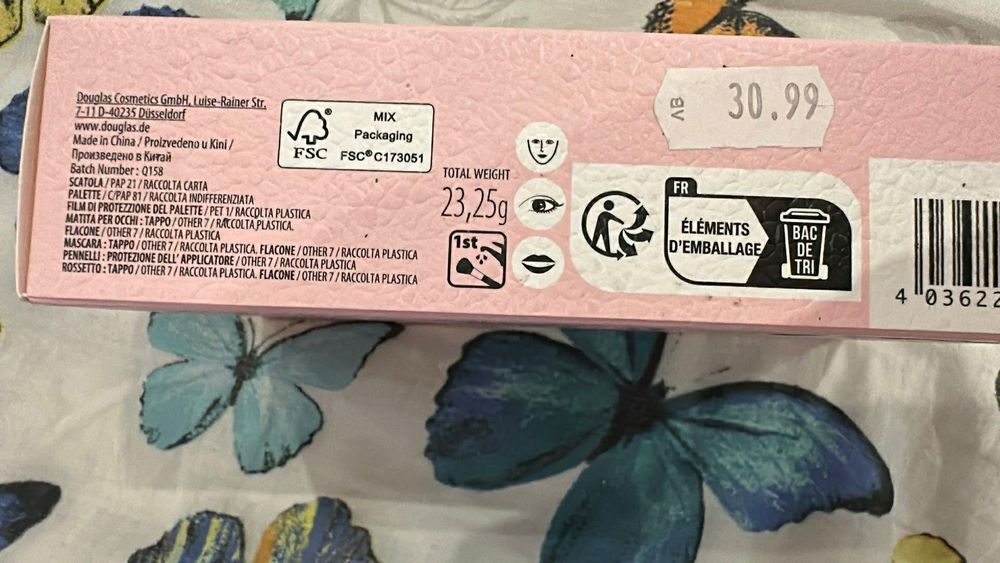 Douglas Cosmetics GmbH, Luise-Rainer Str.
7-11 D-40235 Düsseldorf
www.douglas.de
Made in China / Proizvedeno u Kini /
Произведено в Китай
Batch Number : Q158
SCATOLA / PAP 21 / RACCOLTA CARTA
PALETTE / C/PAP 81 / RACCOLTA INDIFFERENZIATA
FILM DI PROTEZZIONE DEL PALETTE / PET 1/ RACCOLTA PLASTICA
MATITA PER OCCHI : TAPPO / OTHER 7 / RACCOLTA PLASTICA.
FLACONE / OTHER 7 / RACCOLTA PLASTICA
MASCARA : TAPPO / OTHER 7 / RACCOLTA PLASTICA. FLACONE / OTHER 7 / RACCOLTA PLASTICA
PENNELLI : PROTEZIONE DELL' APPLICATORE / OTHER 7 / RACCOLTA PLASTICA
ROSSETTO : TAPPO / OTHER 7 / RACCOLTA PLASTICA. FLACONE / OTHER 7 / RACCOLTA PLASTICA
FSC
MIX
Packaging
FSC® C173051
TOTAL WEIGHT
23,25g
1st
ЛВ 30.99
FR
ÉLÉMENTS
D'EMBALLAGE
BAC
DE
TRI
4 03622